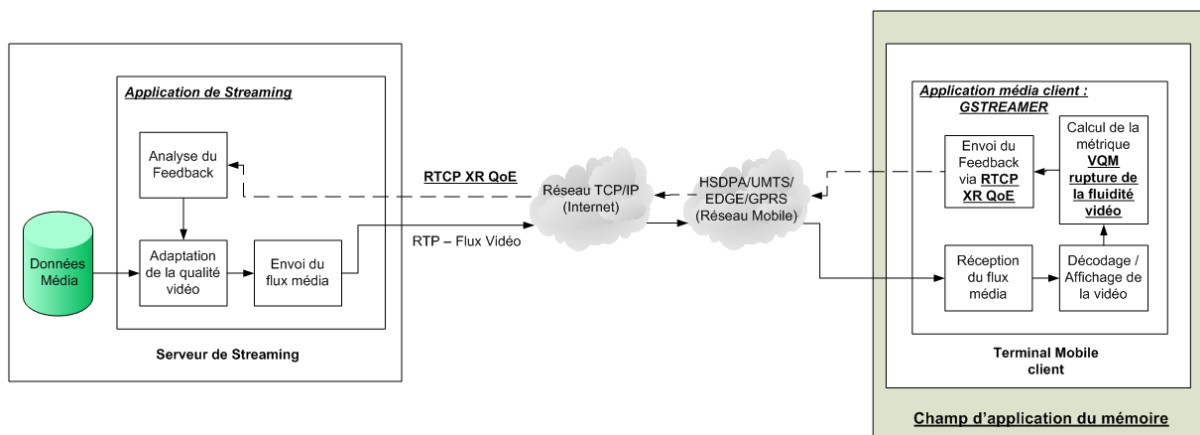 Application de Streaming
Analyse du
Feedback
Données
Média
Adaptation
de la qualité
vidéo
Envoi du
flux média
Serveur de Streaming
RTCP XR QoE
RTP – Flux Vidéo
Réseau TCP/IP
(Internet)
HSDPA/UMTS/
EDGE/GPRS
(Réseau Mobile)
Application média client :
GSTREAMER
Envoi du
Feedback
via RTCP
XR QoE
Calcul de la
métrique
VQM
rupture de
la fluidité
vidéo
Réception
du flux
média
Décodage /
Affichage de
la vidéo
Terminal Mobile
client
Champ d'application du mémoire